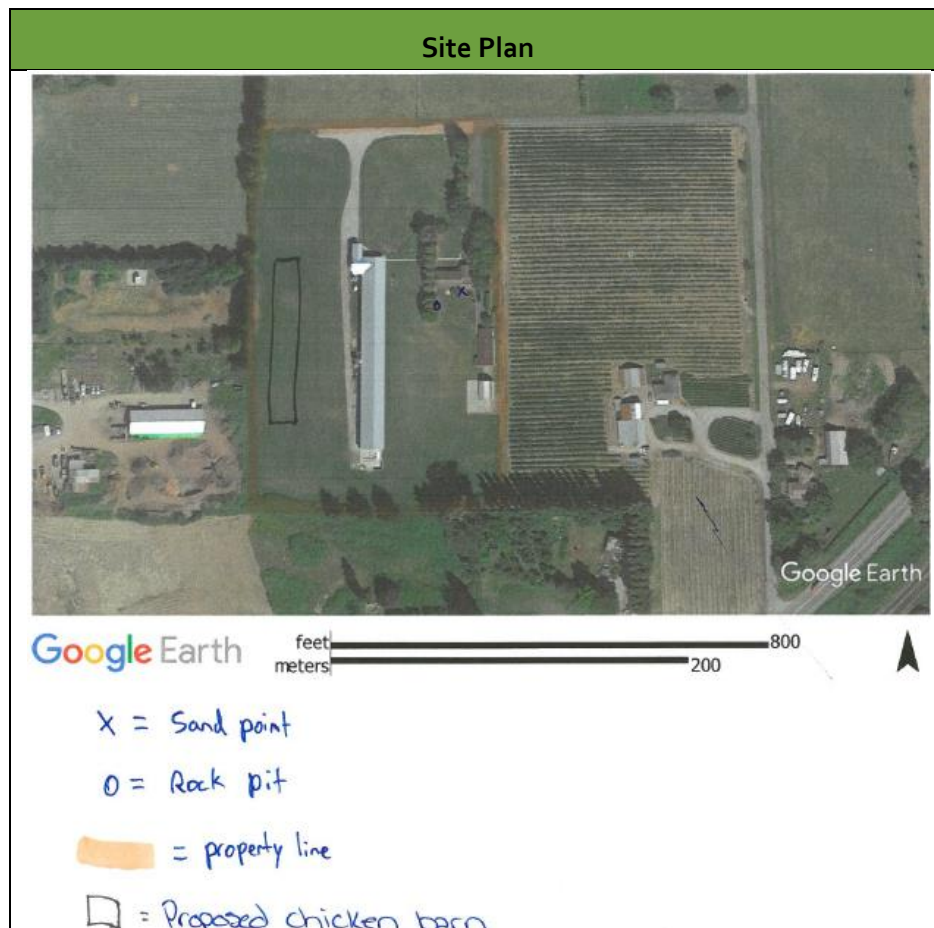 Site Plan
Google Earth
Google Earth
feet 800
meters 200
X = Sand point
O = Rock pit
= property line
= Proposed chicken barn